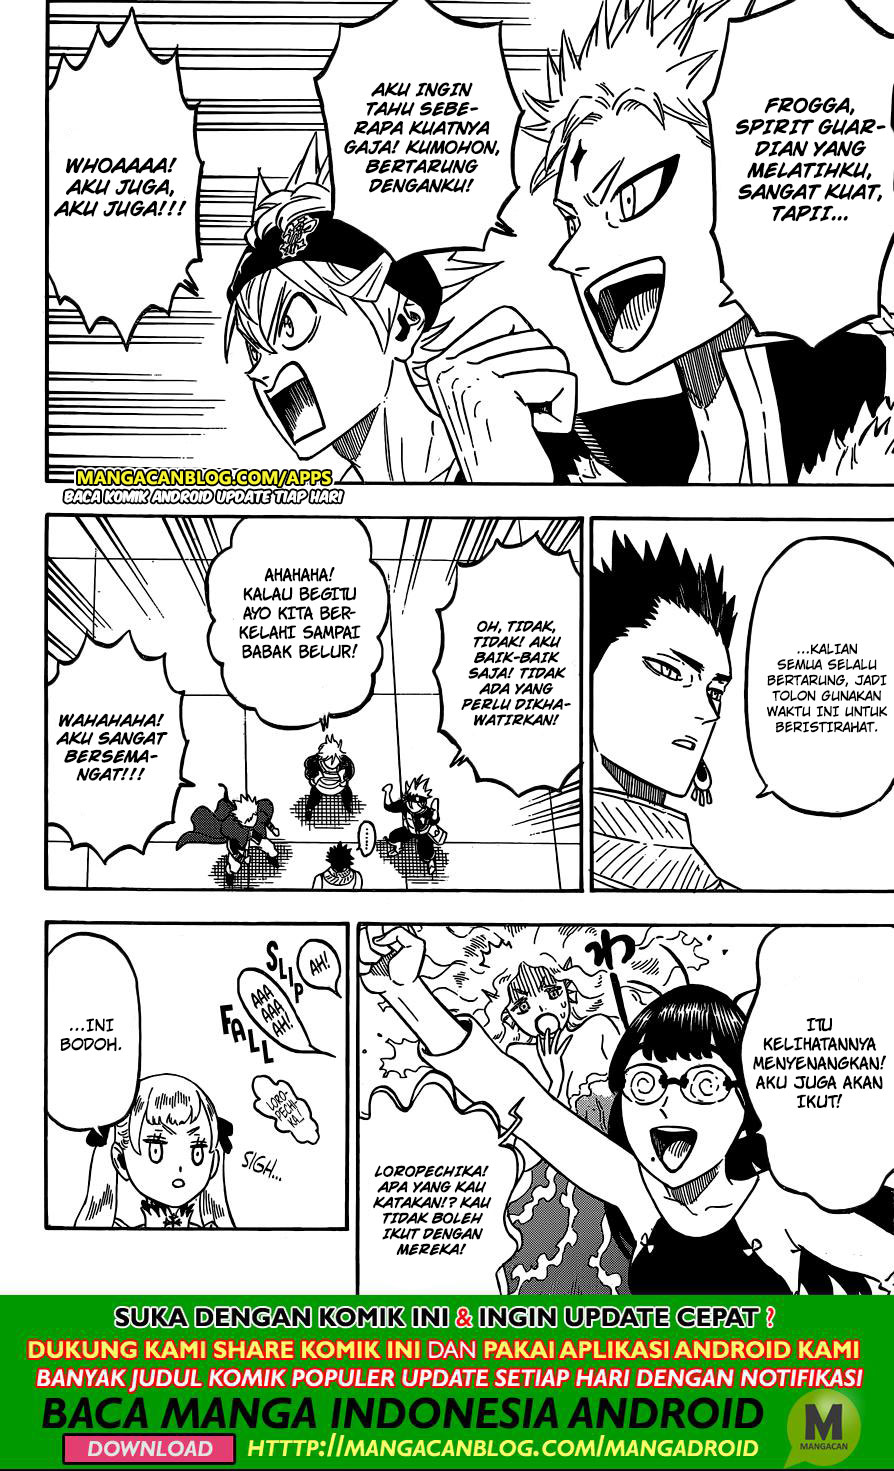 FROGGA,
SPIRIT GUAR-
DIAN YANG
MELATIHKU,
SANGAT KUAT,
TAPII...
AKU INGIN
TAHU SEBE-
RAPA KUATNYA
GAJA! KUMOHON,
BERTARUNG
DENGANKU!
WHOAAAA!
AKU JUGA,
AKU JUGA!!!
MANGACANBLOG.COM/APPS
BACA KOMIK ANDROID UPDATE TIAP HARI
...KALIAN
SEMUA SELALU
BERTARUNG, JADI
TOLON GUNAKAN
WAKTU INI UNTUK
BERISTIRAHAT.
OH, TIDAK,
TIDAK! AKU
BAIK-BAIK
SAJA! TIDAK
ADA YANG
PERLU DIKHA-
WATIRKAN!
AHAHAHA!
KALAU BEGITU
AYO KITA BER-
KELAHI SAMPAI
BABAK BELUR!
WAHAHAHA!
AKU SANGAT
BERSEMA-
NGAT!!!
......
わーい
ITU
KELIHATANNYA
MENYENANGKAN!
AKU JUGA AKAN
IKUT!
LOROPECHIKA!
APA YANG KAU
KATAKAN!? KAU
TIDAK BOLEH
IKUT DENGAN
MEREKA!
AH!
SLIP
AAA
AAA
AH!
FALL
LORO-
PECHI
KA!
SIGH...
...INI
BODOH.
SUKA DENGAN KOMIK INI & INGIN UPDATE CEPAT ?
DUKUNG KAMI SHARE KOMIK INI DAN PAKAI APLIKASI ANDROID KAMI
BANYAK JUDUL KOMIK POPULER UPDATE SETIAP HARI DENGAN NOTIFIKASI
BACA MANGA INDONESIA ANDROID
DOWNLOAD HTTTP://MANGACANBLOG.COM/MANGADROID
M
MANGACAN